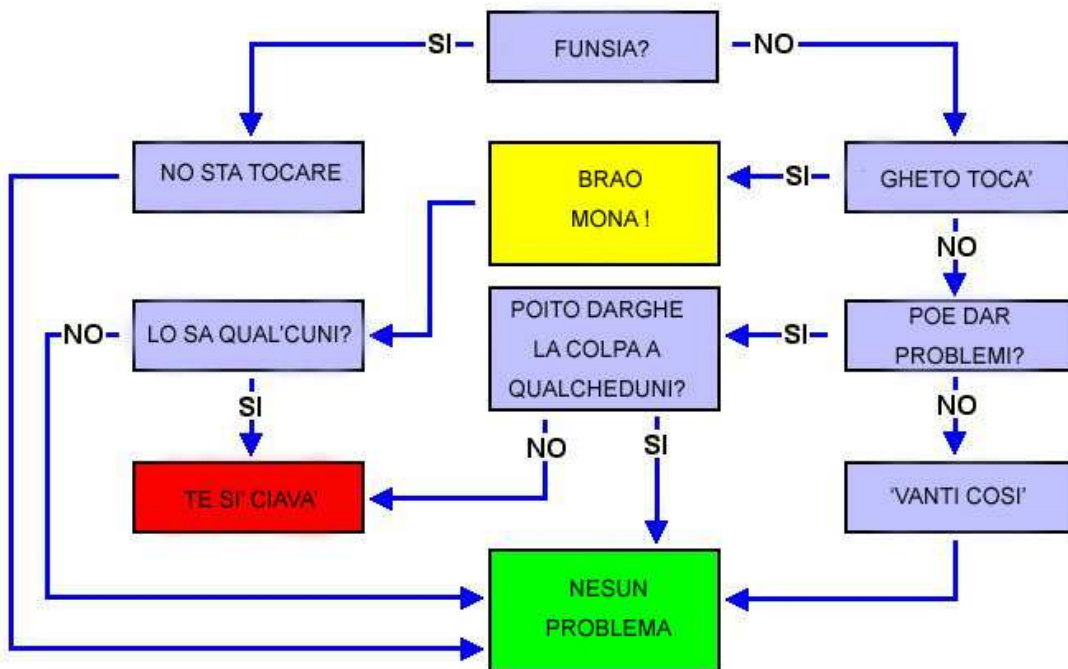 SI
FUNSIA?
NO
NO STA TOCARE
BRAO
MONA !
SI
GHETO TOCA'
NO
NO
LO SA QUAL'CUNI?
POITO DARGHE
LA COLPA A
QUALCHEDUNI?
SI
POE DAR
PROBLEMI?
SI
NO
SI
NO
TE SI' CIAVA'
'VANTI COSI'
NESUN
PROBLEMA